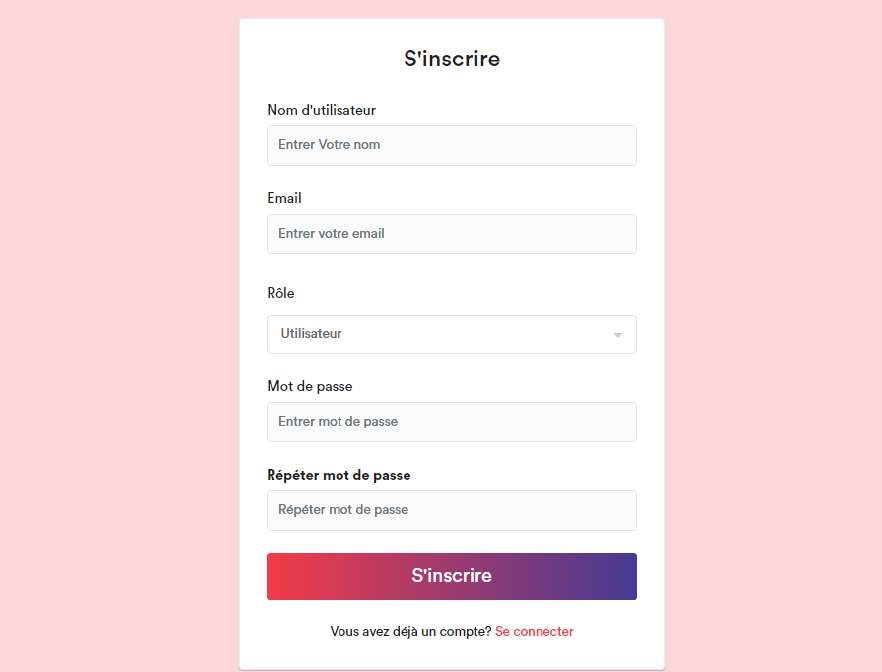 S'inscrire
Nom d'utilisateur
Entrer Votre nom
Email
Entrer votre email
Rôle
Utilisateur
Mot de passe
Entrer mot de passe
Répéter mot de passe
Répéter mot de passe
S'inscrire
Vous avez déjà un compte? Se connecter